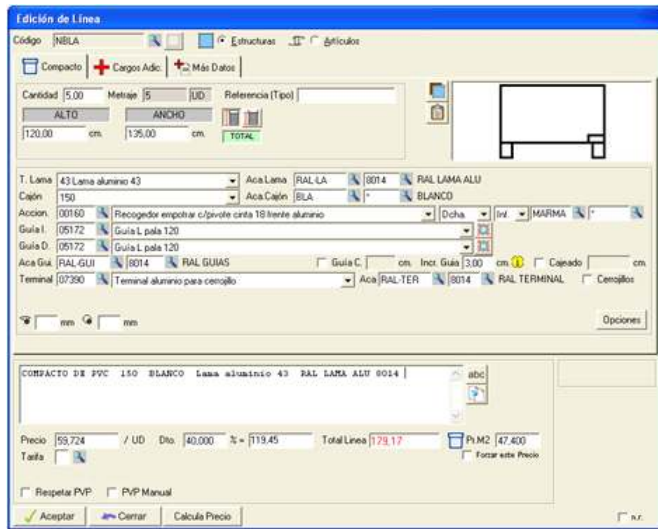 Edición de Línea
Código NBLA Estructuras Artículos
Compacto Cargos Adic. Más Datos
Cantidad 5,00 Metraje 5 UD Referencia (Tipo)
ALTO ANCHO
120,00 cm. 135,00 cm. TOTAL
T. Lama 43 Lama aluminio 43 Aca Lama RAL-LA 8014 RAL LAMA ALU
Cajón 150 Aca Cajón BLA * BLANCO
Accion. 00160 Recogedor empotrar c/pivote cinta 18 frente aluminio Dcha. Inf. MARMA *
Guía I. 05172 Guía L pala 120
Guía D. 05172 Guía L pala 120
Aca Gui. RAL-GUI 8014 RAL GUIAS Guía C. cm. Incr. Guía 3,00 cm. Cajeado cm.
Terminal 07390 Terminal aluminio para cerrojillo Aca RAL-TER 8014 RAL TERMINAL Cerrojillos
mm mm Opciones
COMPACTO DE PVC 150 BLANCO Lama aluminio 43 RAL LAMA ALU 8014
abc
Precio 59,724 / UD Dto. 40,000 % = 119,45 Total Línea 179,17 Pt.M2 47,400
Tarifa Forzar este Precio
Respetar PVP PVP Manual
Aceptar Cerrar Calcula Precio n.r.